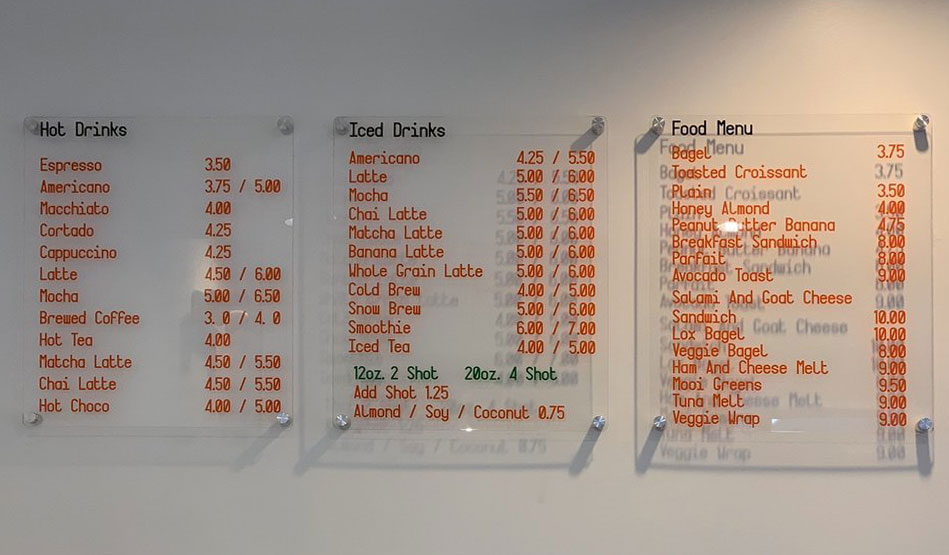 Hot Drinks
Espresso 3.50
Americano 3.75 / 5.00
Macchiato 4.00
Cortado 4.25
Cappuccino 4.25
Latte 4.50 / 6.00
Mocha 5.00 / 6.50
Brewed Coffee 3. 0 / 4. 0
Hot Tea 4.00
Matcha Latte 4.50 / 5.50
Chai Latte 4.50 / 5.50
Hot Choco 4.00 / 5.00
Iced Drinks
Americano 4.25 / 5.50
Latte 5.00 / 6.00
Mocha 5.50 / 6.50
Chai Latte 5.00 / 6.00
Matcha Latte 5.00 / 6.00
Banana Latte 5.00 / 6.00
Whole Grain Latte 5.00 / 6.00
Cold Brew 4.00 / 5.00
Snow Brew 5.00 / 6.00
Smoothie 6.00 / 7.00
Iced Tea 4.00 / 5.00
12oz. 2 Shot 20oz. 4 Shot
Add Shot 1.25
Almond / Soy / Coconut 0.75
Food Menu
Bagel 3.75
Toasted Croissant
Plain 3.50
Honey Almond 4.00
Peanut Butter Banana 4.75
Breakfast Sandwich 8.00
Parfait 8.00
Avocado Toast 9.00
Salami And Goat Cheese
Sandwich 10.00
Lox Bagel 10.00
Veggie Bagel 8.00
Ham And Cheese Melt 9.00
Mooi Greens 9.50
Tuna Melt 9.00
Veggie Wrap 9.00